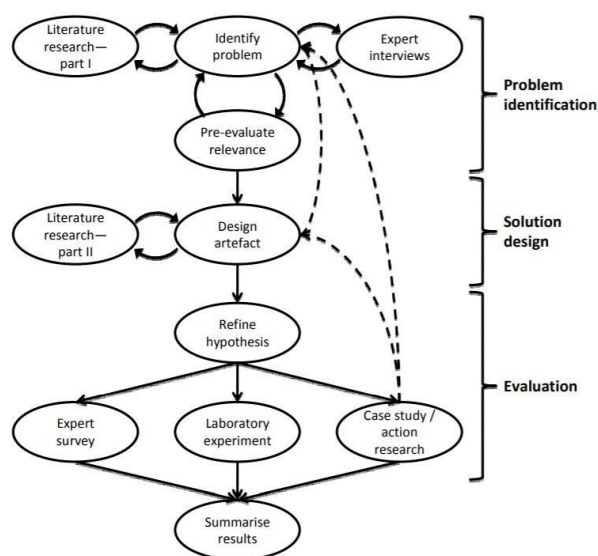 Literature
research—
part I
Identify
problem
Expert
interviews
Problem
identification
Pre-evaluate
relevance
Literature
research—
part II
Design
artefact
Solution
design
Refine
hypothesis
Evaluation
Expert
survey
Laboratory
experiment
Case study /
action
research
Summarise
results